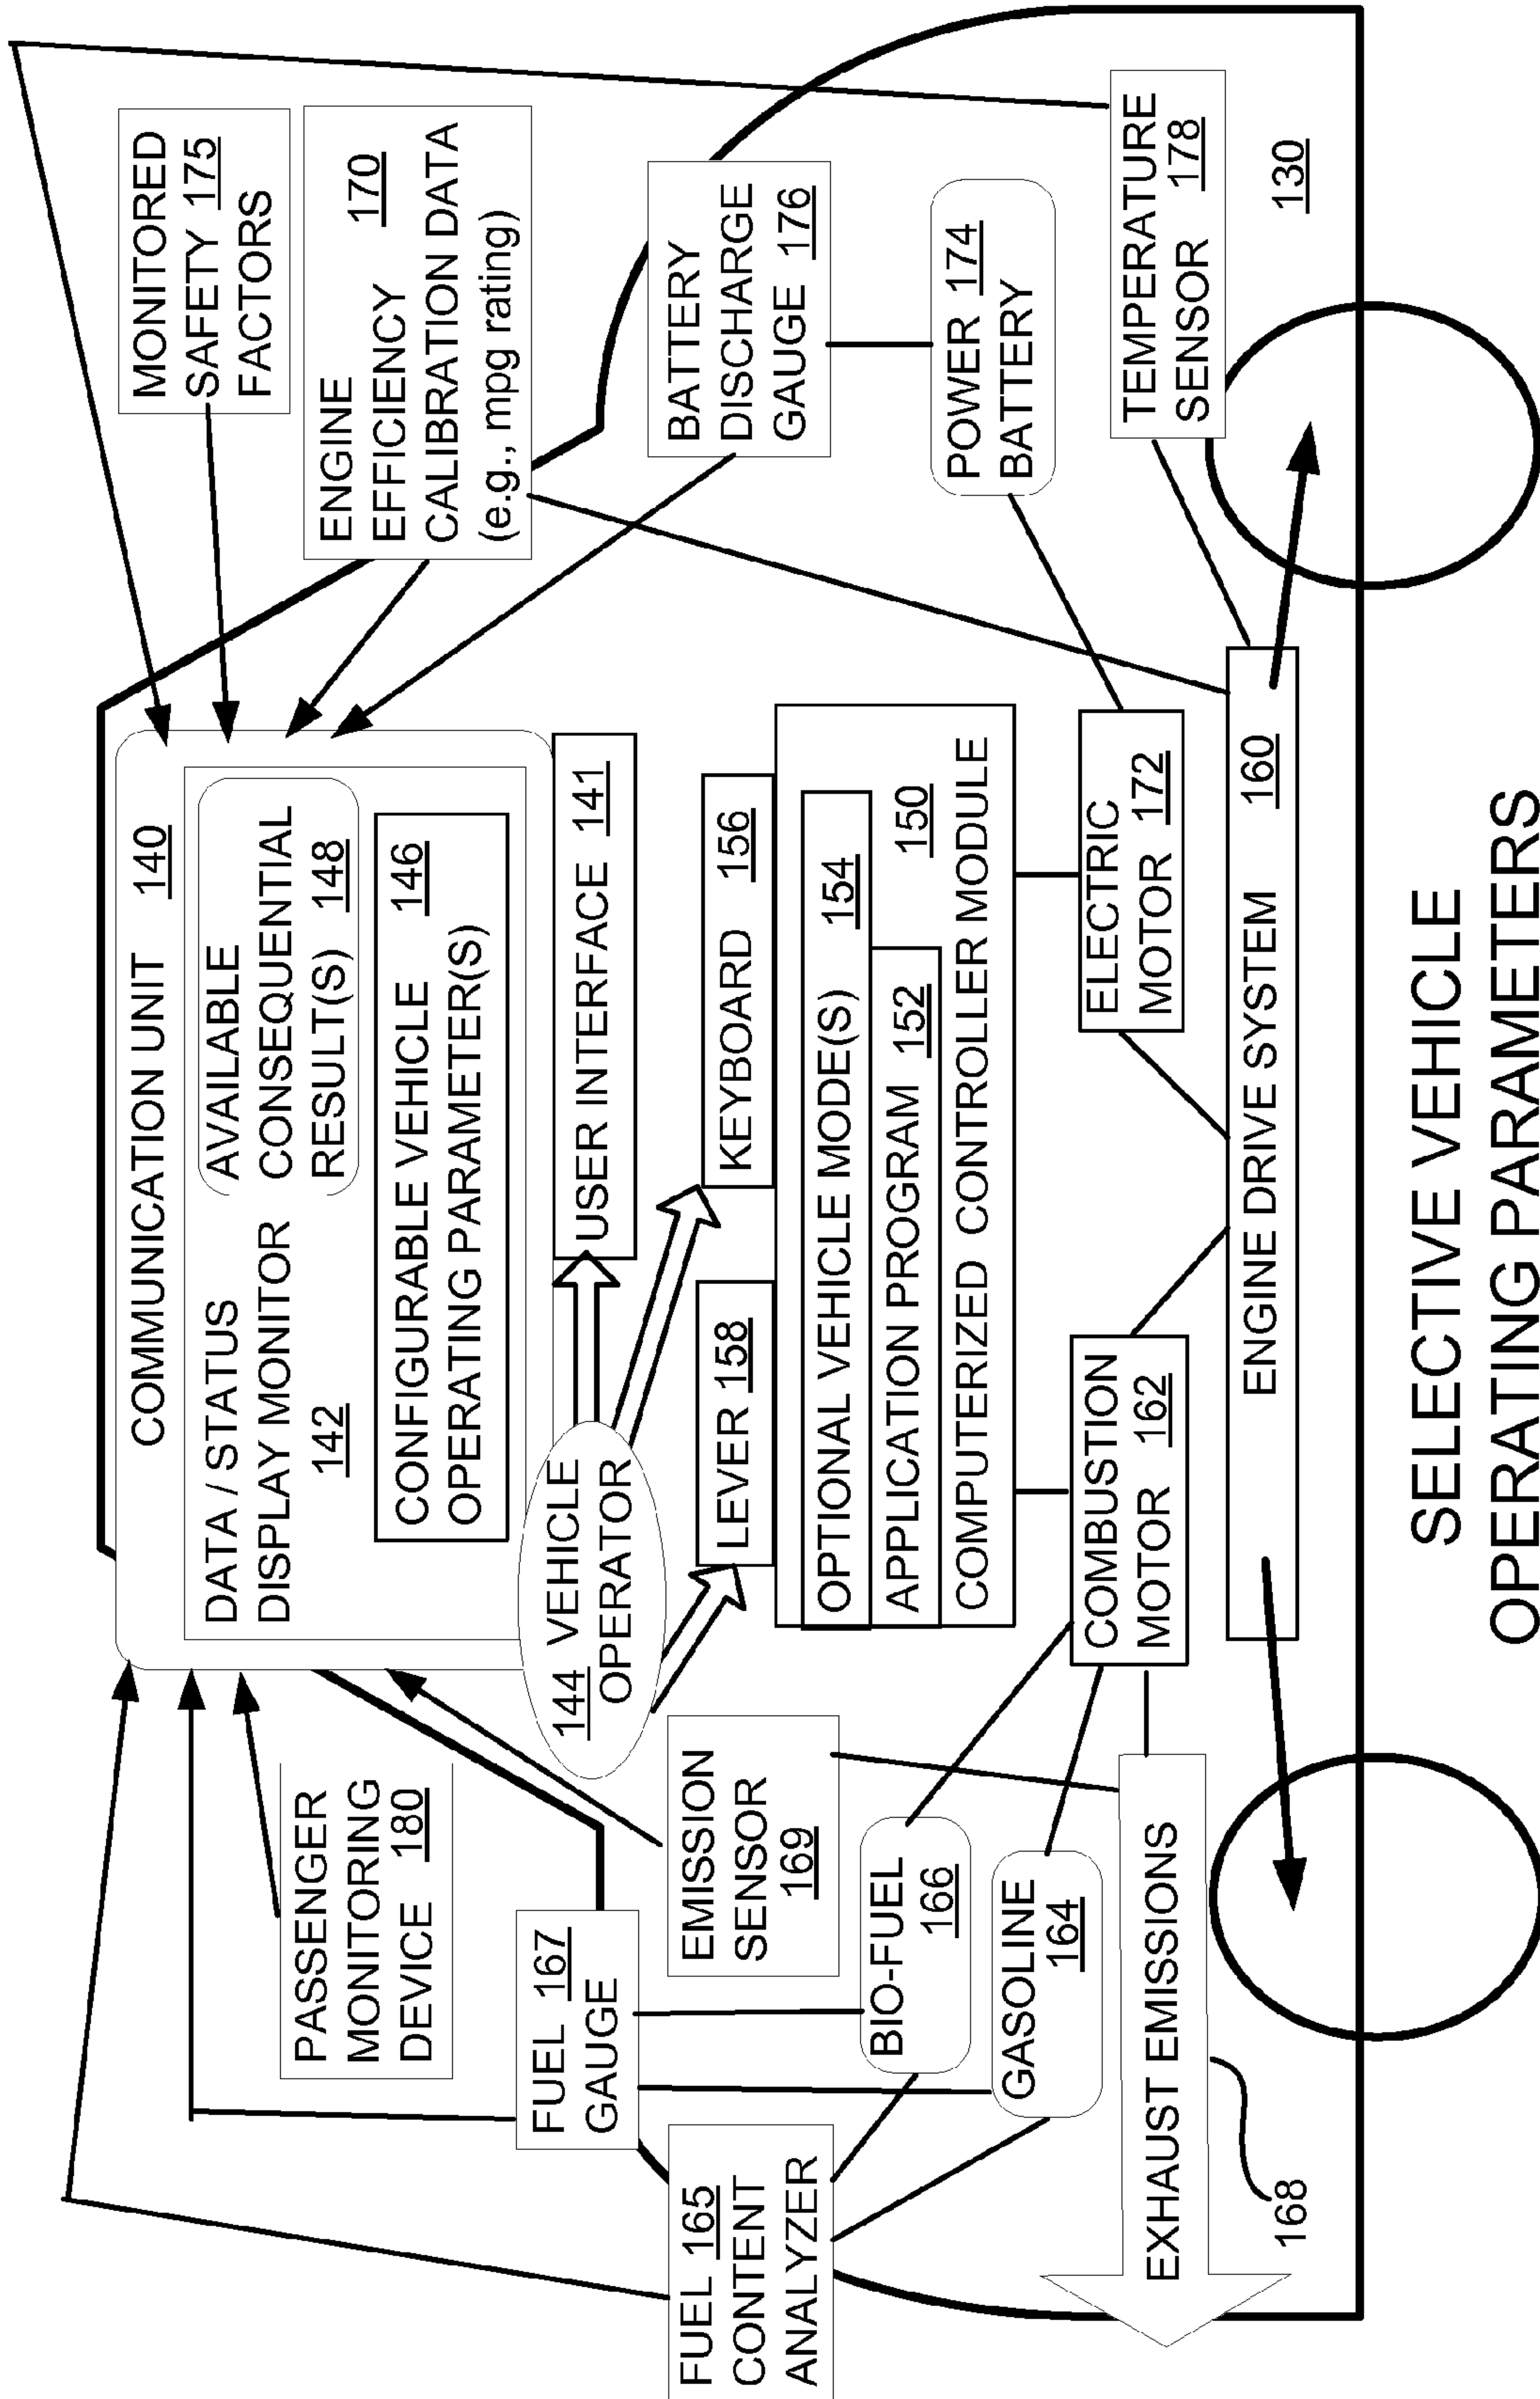 COMMUNICATION UNIT 140
DATA / STATUS
DISPLAY MONITOR
142
AVAILABLE
CONSEQUENTIAL
RESULT(S) 148
CONFIGURABLE VEHICLE
OPERATING PARAMETER(S) 146
USER INTERFACE 141
144 VEHICLE
OPERATOR
PASSENGER
MONITORING
DEVICE 180
MONITORED
SAFETY 175
FACTORS
ENGINE 170
EFFICIENCY
CALIBRATION DATA
(e.g., mpg rating)
FUEL 167
GAUGE
FUEL 165
CONTENT
ANALYZER
EMISSION
SENSOR
169
LEVER 158
KEYBOARD 156
BATTERY
DISCHARGE
GAUGE 176
OPTIONAL VEHICLE MODE(S) 154
APPLICATION PROGRAM 152
150
COMPUTERIZED CONTROLLER MODULE
BIO-FUEL
166
GASOLINE
164
POWER 174
BATTERY
COMBUSTION
MOTOR 162
ELECTRIC
MOTOR 172
TEMPERATURE
SENSOR 178
EXHAUST EMISSIONS
168
ENGINE DRIVE SYSTEM 160
130
SELECTIVE VEHICLE
OPERATING PARAMETERS